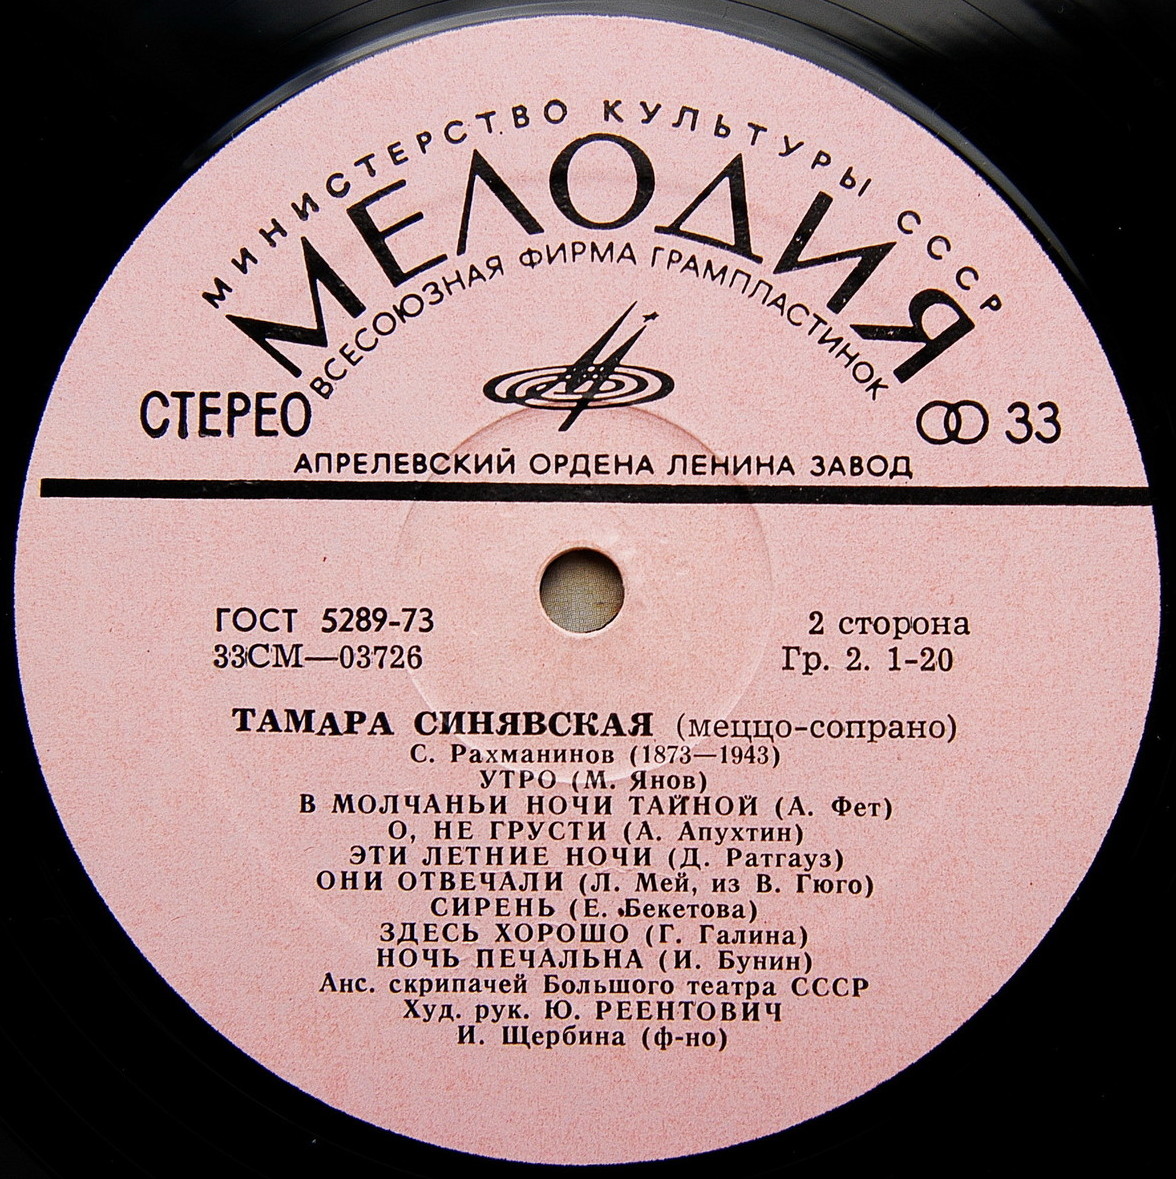 МИНИСТЕРСТВО КУЛЬТУРЫ СССР
МЕЛОДИЯ
ВСЕСОЮЗНАЯ ФИРМА ГРАМПЛАСТИНОК
СТЕРЕО
33
АПРЕЛЕВСКИЙ ОРДЕНА ЛЕНИНА ЗАВОД
ГОСТ 5289-73
33СМ—03726
2 сторона
Гр. 2. 1-20
ТАМАРА СИНЯВСКАЯ (меццо-сопрано)
С. Рахманинов (1873—1943)
УТРО (М. Янов)
В МОЛЧАНЬИ НОЧИ ТАЙНОЙ (А. Фет)
О, НЕ ГРУСТИ (А. Апухтин)
ЭТИ ЛЕТНИЕ НОЧИ (Д. Ратгауз)
ОНИ ОТВЕЧАЛИ (Л. Мей, из В. Гюго)
СИРЕНЬ (Е. Бекетова)
ЗДЕСЬ ХОРОШО (Г. Галина)
НОЧЬ ПЕЧАЛЬНА (И. Бунин)
Анс. скрипачей Большого театра СССР
Худ. рук. Ю. РЕЕНТОВИЧ
И. Щербина (ф-но)